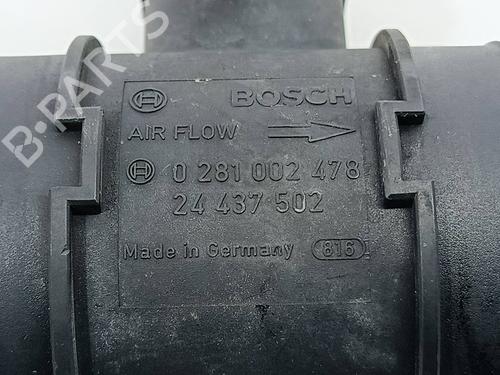 BOSCH
AIR FLOW
0 281 002 478
24 437 502
Made in Germany 816
B-PARTS